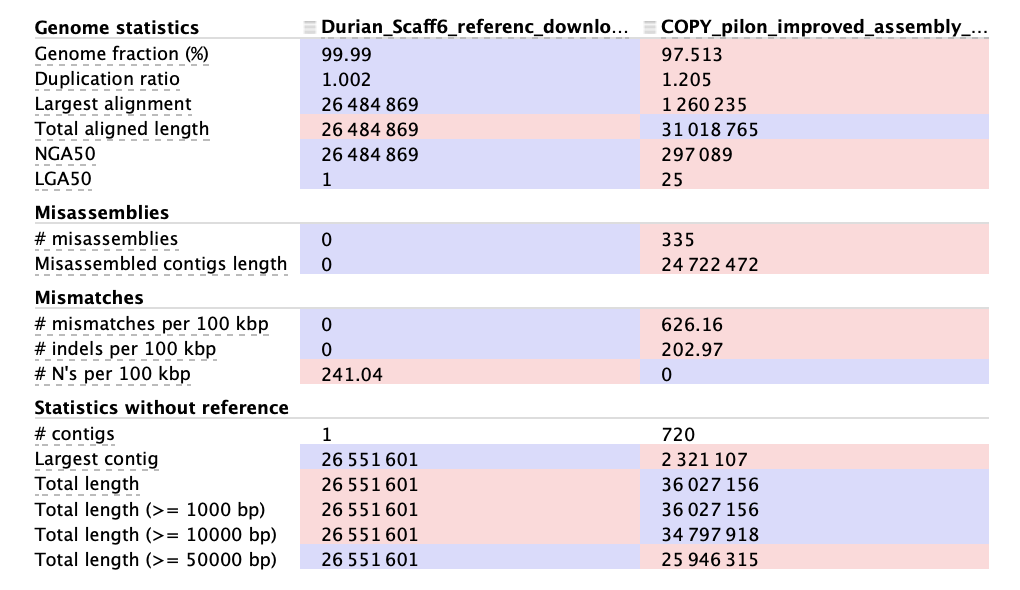 Genome statistics Durian_Scaff6_referenc_downlo... COPY_pilon_improved_assembly_...
Genome fraction (%) 99.99 97.513
Duplication ratio 1.002 1.205
Largest alignment 26 484 869 1 260 235
Total aligned length 26 484 869 31 018 765
NGA50 26 484 869 297 089
LGA50 1 25
Misassemblies
# misassemblies 0 335
Misassembled contigs length 0 24 722 472
Mismatches
# mismatches per 100 kbp 0 626.16
# indels per 100 kbp 0 202.97
# N's per 100 kbp 241.04 0
Statistics without reference
# contigs 1 720
Largest contig 26 551 601 2 321 107
Total length 26 551 601 36 027 156
Total length (>= 1000 bp) 26 551 601 36 027 156
Total length (>= 10000 bp) 26 551 601 34 797 918
Total length (>= 50000 bp) 26 551 601 25 946 315